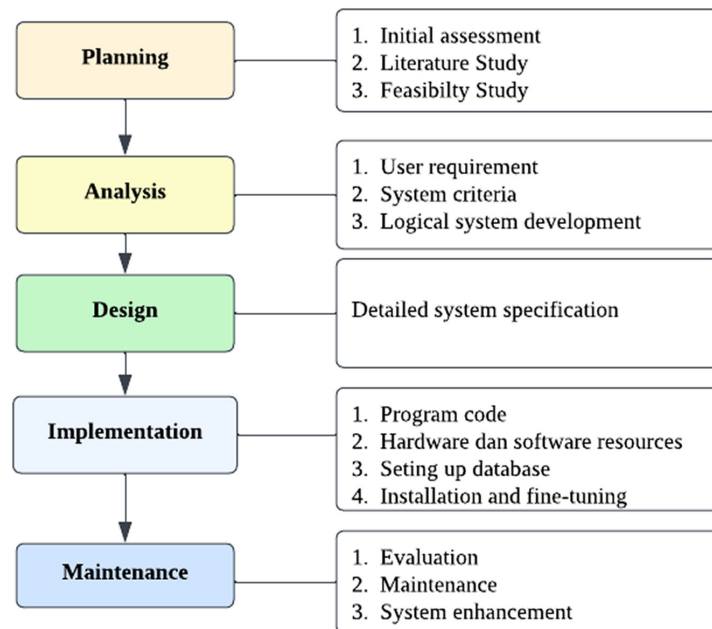 Planning
1. Initial assessment
2. Literature Study
3. Feasibilty Study
Analysis
1. User requirement
2. System criteria
3. Logical system development
Design
Detailed system specification
Implementation
1. Program code
2. Hardware dan software resources
3. Seting up database
4. Installation and fine-tuning
Maintenance
1. Evaluation
2. Maintenance
3. System enhancement